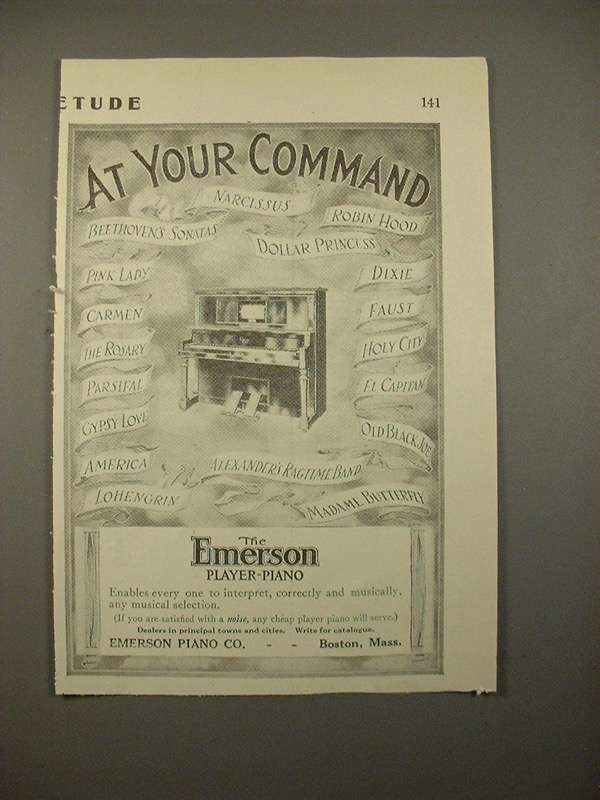 ETUDE 141
AT YOUR COMMAND
NARCISSUS
ROBIN HOOD
BEETHOVEN'S SONATAS
DOLLAR PRINCESS
PINK LADY
DIXIE
CARMEN
FAUST
THE ROSARY
HOLY CITY
PARSIFAL
EL CAPITAN
GYPSY LOVE
OLD BLACK JOE
AMERICA
ALEXANDER'S RAGTIME BAND
LOHENGRIN
MADAME BUTTERFLY
The
Emerson
PLAYER-PIANO
Enables every one to interpret, correctly and musically,
any musical selection.
(If you are satisfied with a noise, any cheap player piano will serve.)
Dealers in principal towns and cities. Write for catalogue.
EMERSON PIANO CO. - - Boston, Mass.